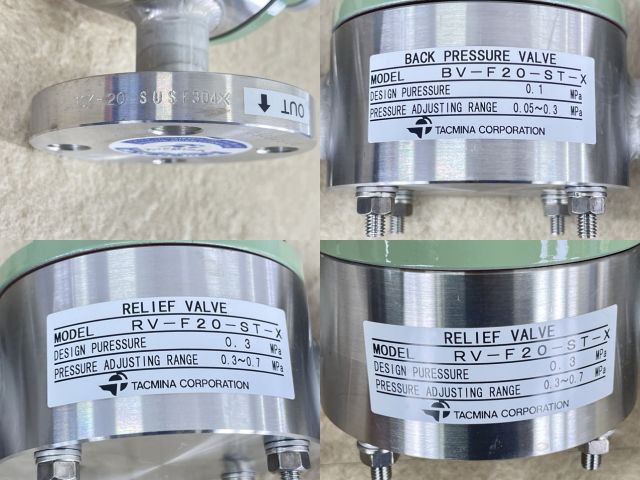 10K-20-SUSF304
OUT
BACK PRESSURE VALVE
MODEL BV-F20-ST-X
DESIGN PURESSURE 0.1 MPa
PRESSURE ADJUSTING RANGE 0.05~0.3 MPa
TACMINA CORPORATION
RELIEF VALVE
MODEL RV-F20-ST-X
DESIGN PURESSURE 0.3 MPa
PRESSURE ADJUSTING RANGE 0.3~0.7 MPa
TACMINA CORPORATION
RELIEF VALVE
MODEL RV-F20-ST-X
DESIGN PURESSURE 0.3 MPa
PRESSURE ADJUSTING RANGE 0.3~0.7 MPa
TACMINA CORPORATION